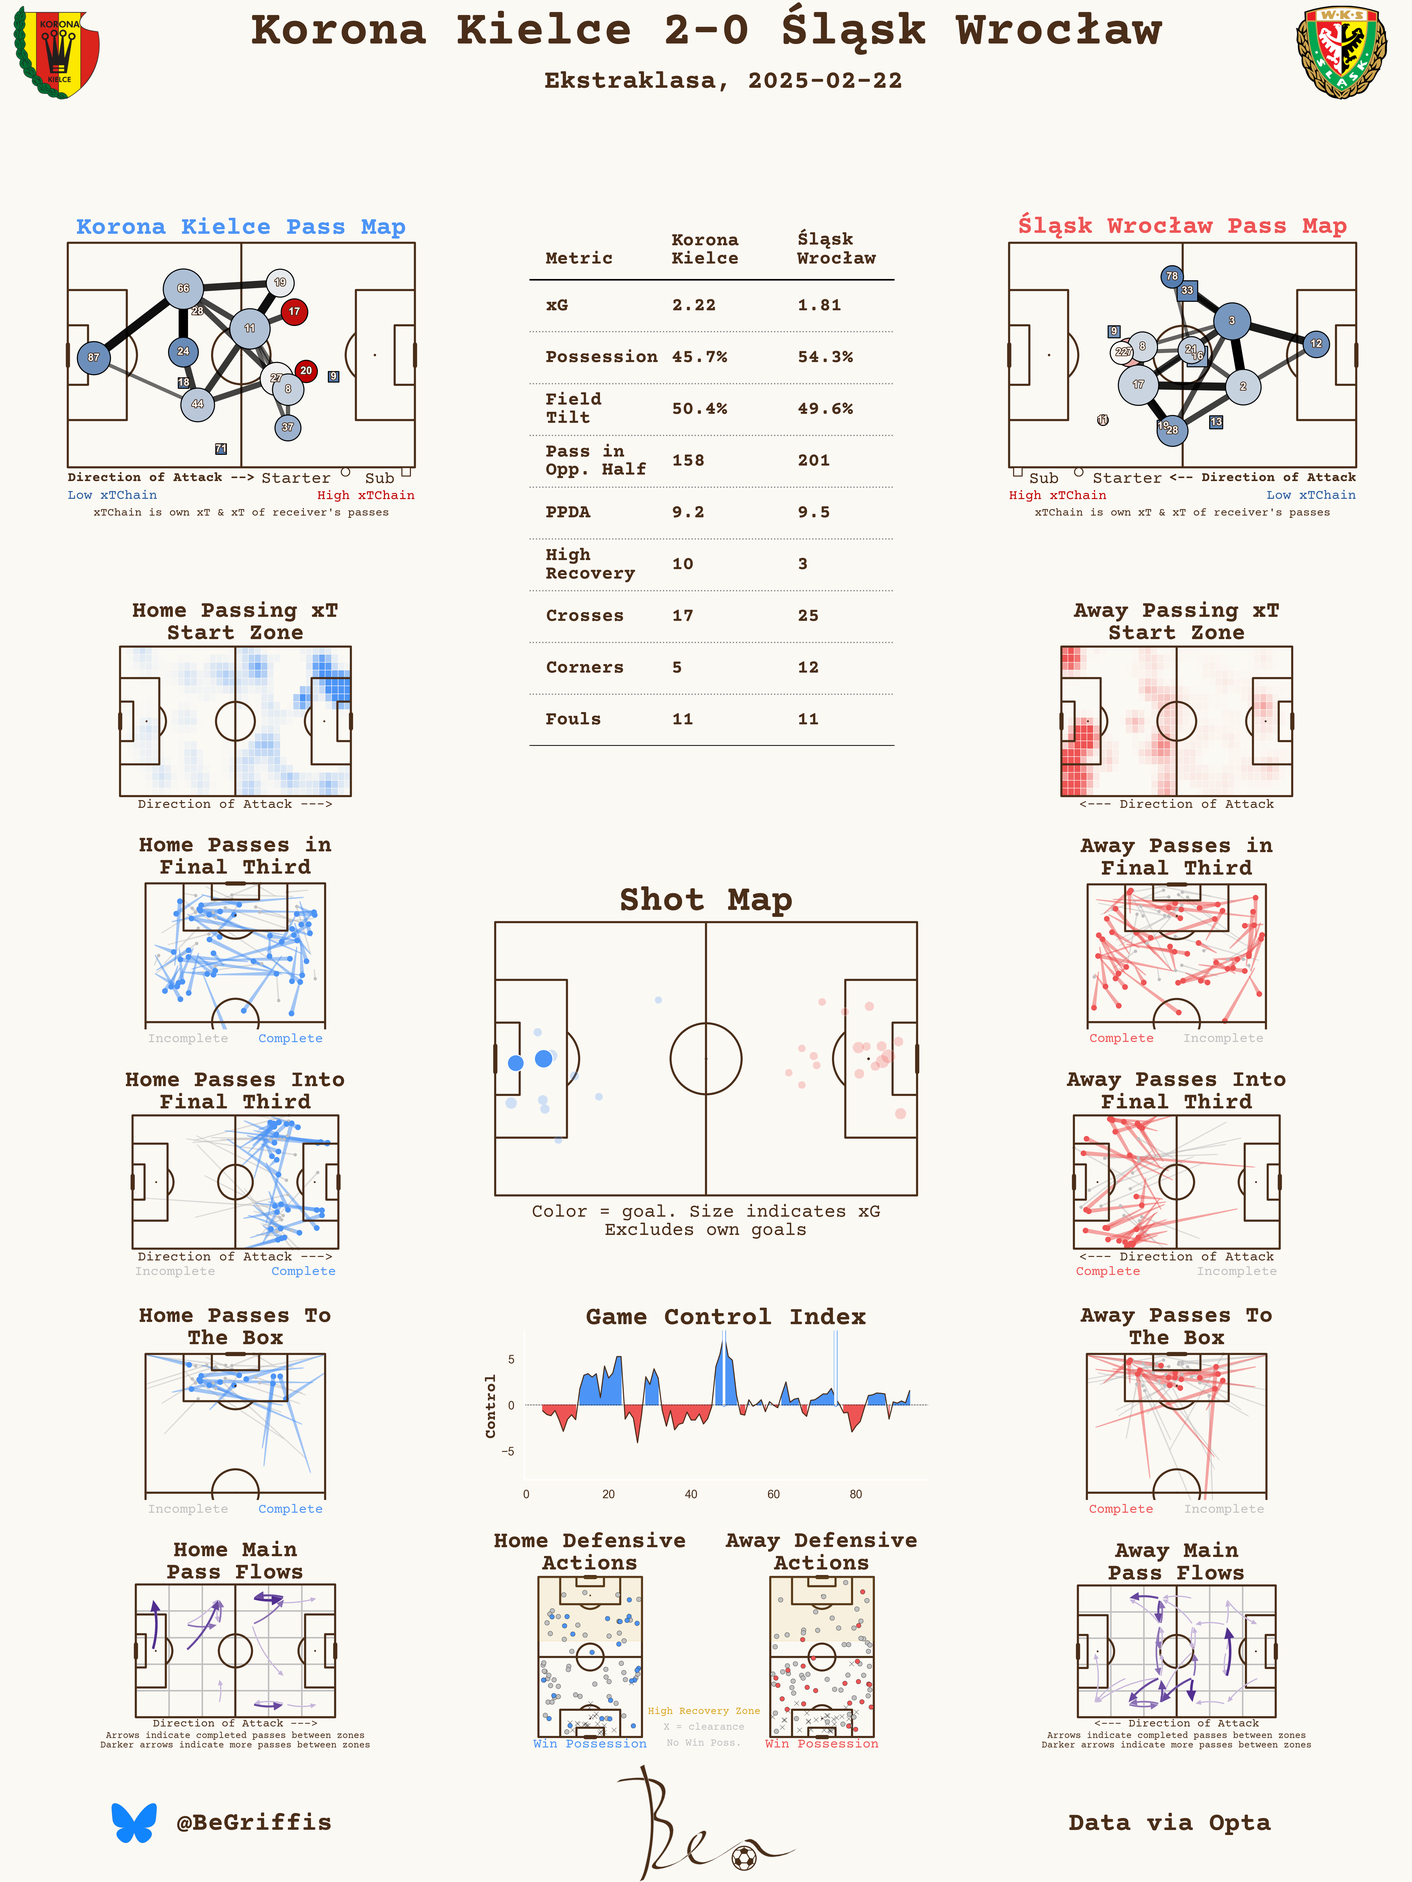 Korona Kielce 2-0 Śląsk Wrocław
Ekstraklasa, 2025-02-22
KORONA
KIELCE
W·K·S
ŚLĄSK
Korona Kielce Pass Map
66
19
28
17
11
87
24
27
20
9
18
8
44
37
71
Direction of Attack --> Starter Sub
Low xTChain High xTChain
xTChain is own xT & xT of receiver's passes
Metric Korona Kielce Śląsk Wrocław
xG 2.22 1.81
Possession 45.7% 54.3%
Field Tilt 50.4% 49.6%
Pass in Opp. Half 158 201
PPDA 9.2 9.5
High Recovery 10 3
Crosses 17 25
Corners 5 12
Fouls 11 11
Śląsk Wrocław Pass Map
78
33
9
3
8
21
16
12
17
2
11
19
28
13
Sub Starter <-- Direction of Attack
High xTChain Low xTChain
xTChain is own xT & xT of receiver's passes
Home Passing xT
Start Zone
Direction of Attack --->
Away Passing xT
Start Zone
<--- Direction of Attack
Home Passes in
Final Third
Incomplete Complete
Away Passes in
Final Third
Complete Incomplete
Shot Map
Color = goal. Size indicates xG
Excludes own goals
Home Passes Into
Final Third
Direction of Attack --->
Incomplete Complete
Away Passes Into
Final Third
<--- Direction of Attack
Complete Incomplete
Home Passes To
The Box
Incomplete Complete
Game Control Index
Control
5
0
−5
0 20 40 60 80
Away Passes To
The Box
Complete Incomplete
Home Main
Pass Flows
Direction of Attack --->
Arrows indicate completed passes between zones
Darker arrows indicate more passes between zones
Home Defensive
Actions
Win Possession
High Recovery Zone
X = clearance
No Win Poss.
Away Defensive
Actions
Win Possession
Away Main
Pass Flows
<--- Direction of Attack
Arrows indicate completed passes between zones
Darker arrows indicate more passes between zones
@BeGriffis
Ben
Data via Opta